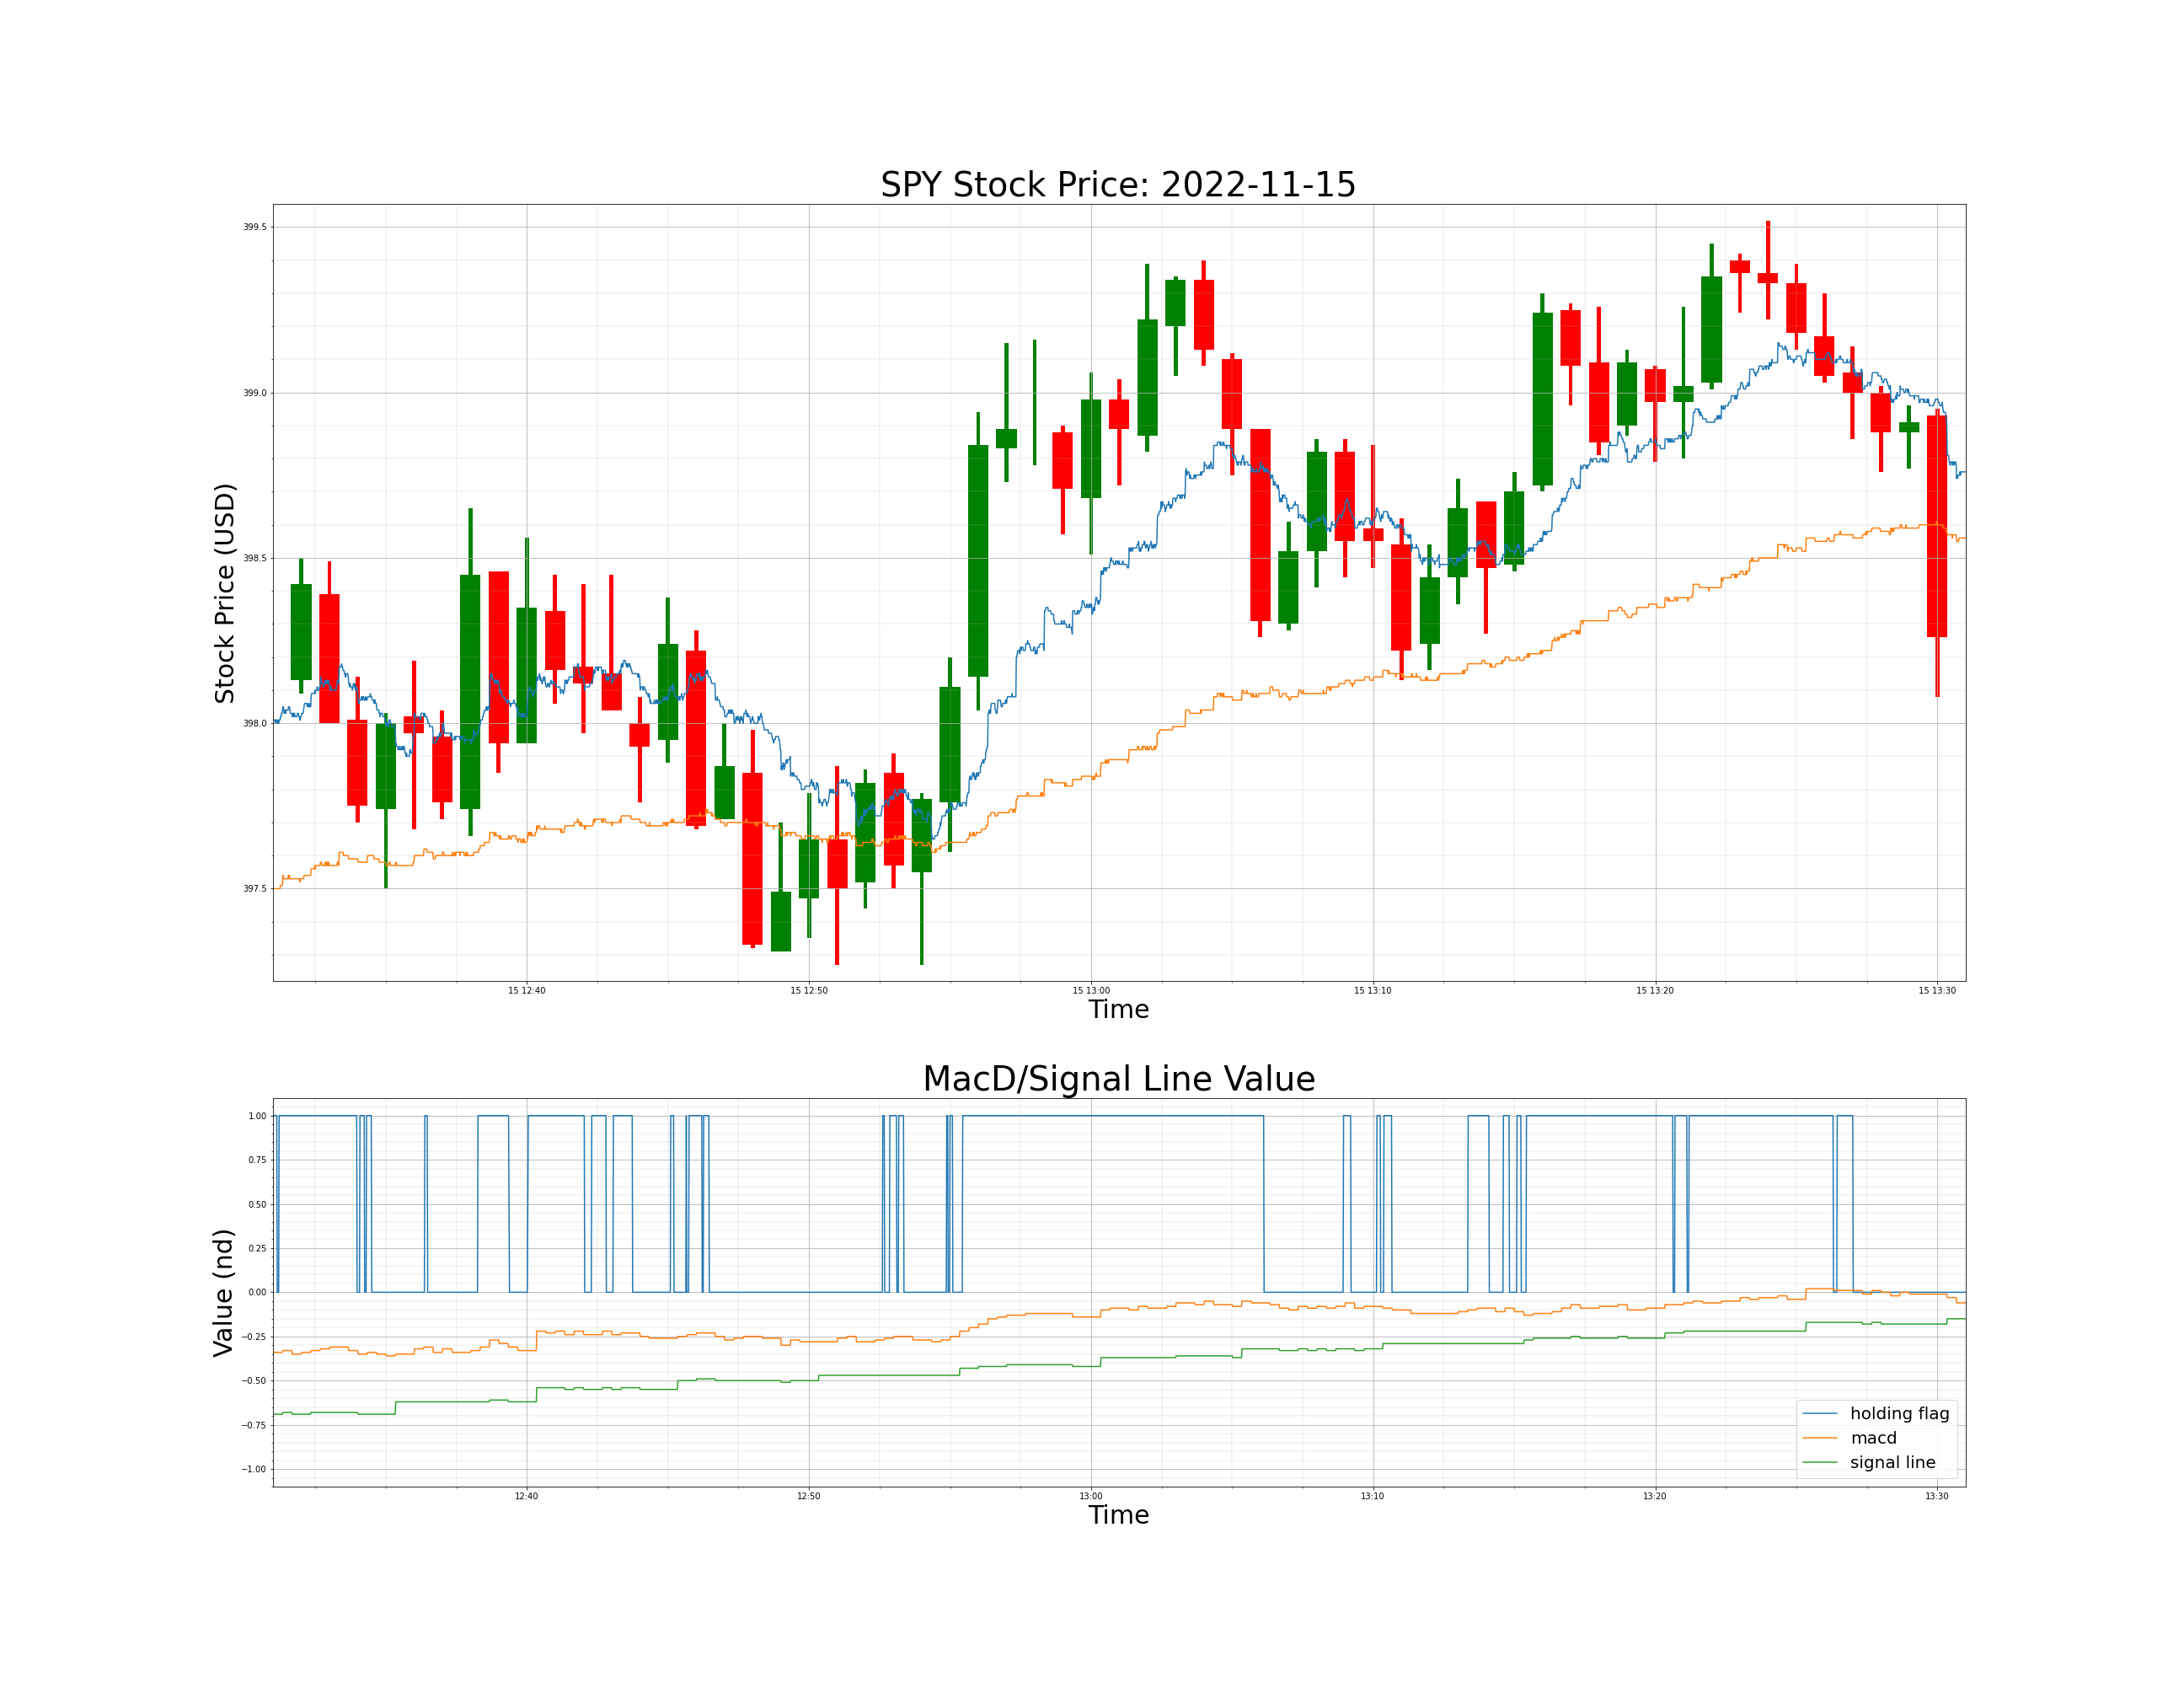 SPY Stock Price: 2022-11-15
399.5
399.0
398.5
398.0
397.5
Stock Price (USD)
15 12:40 15 12:50 15 13:00 15 13:10 15 13:20 15 13:30
Time
MacD/Signal Line Value
1.00
0.75
0.50
0.25
0.00
−0.25
−0.50
−0.75
−1.00
Value (nd)
holding flag
macd
signal line
12:40 12:50 13:00 13:10 13:20 13:30
Time